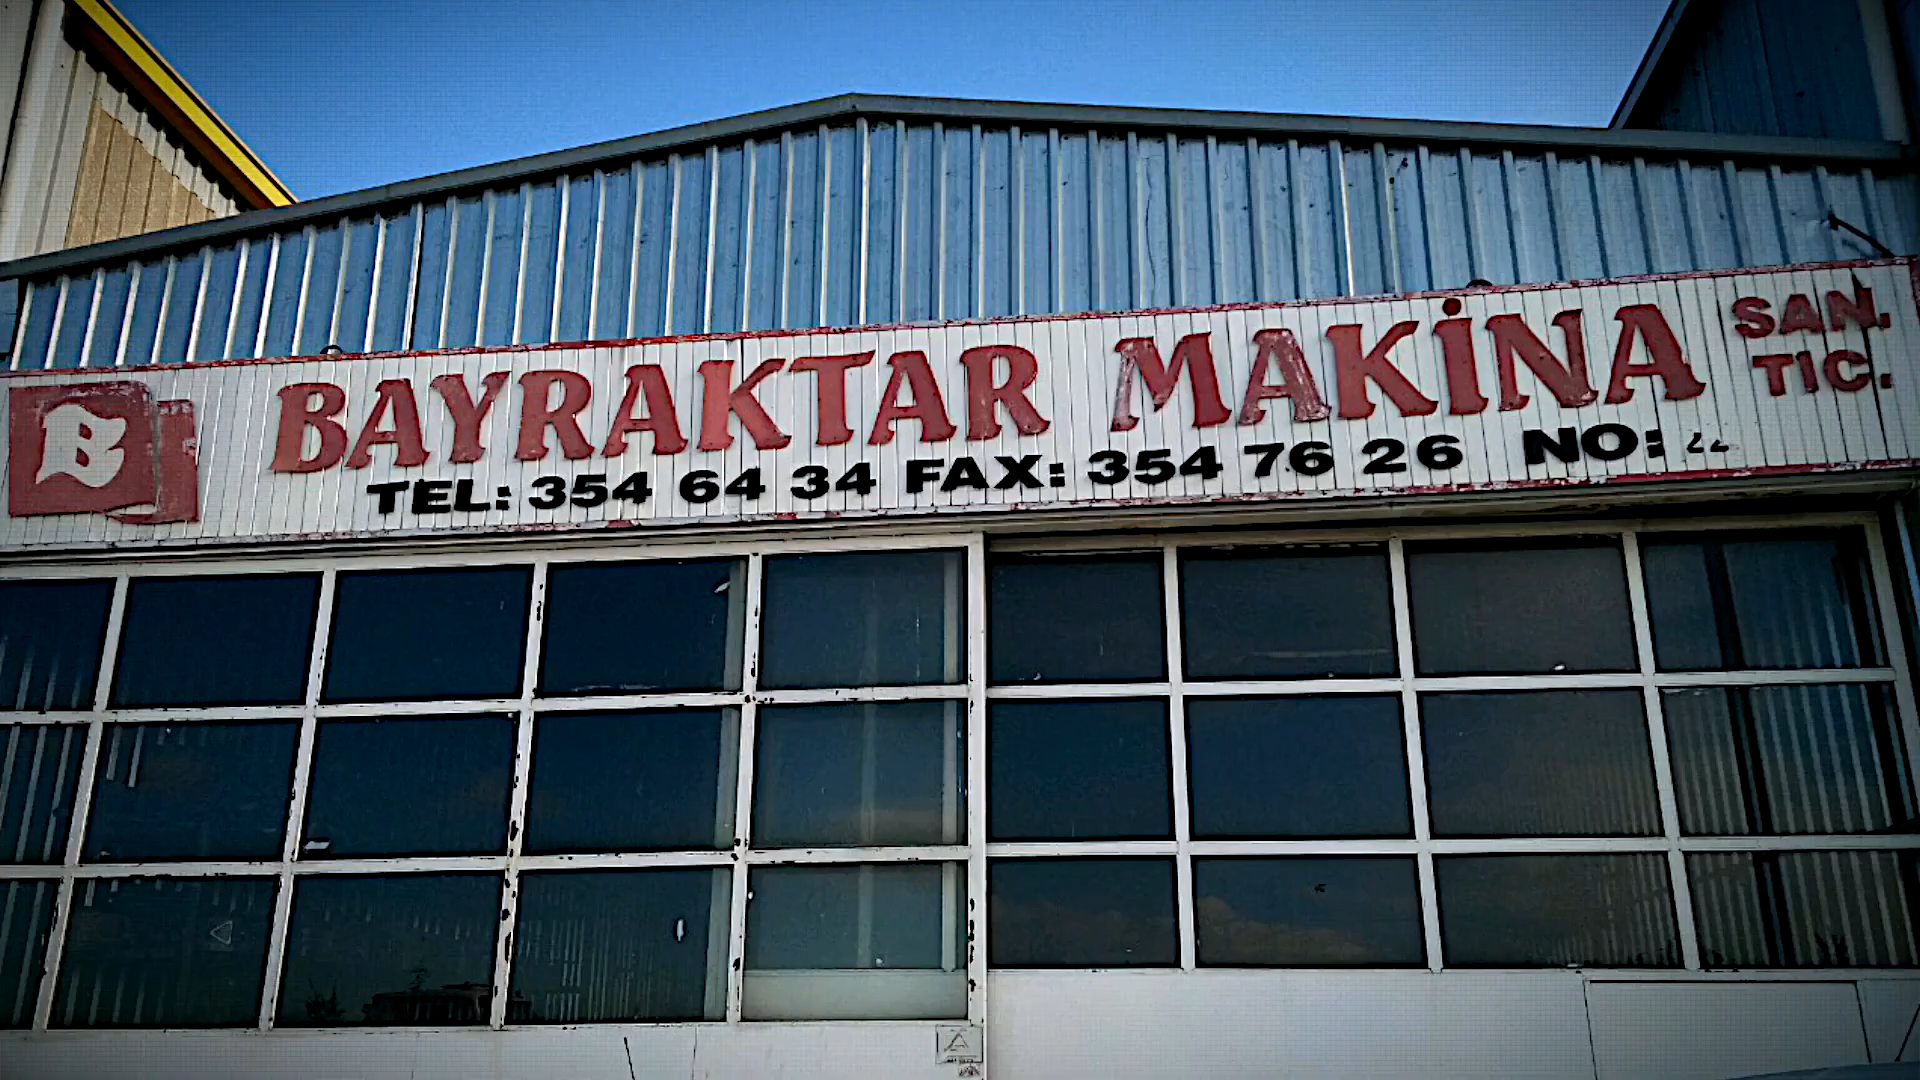 B
BAYRAKTAR MAKİNA SAN. TİC.
TEL: 354 64 34 FAX: 354 76 26 NO: